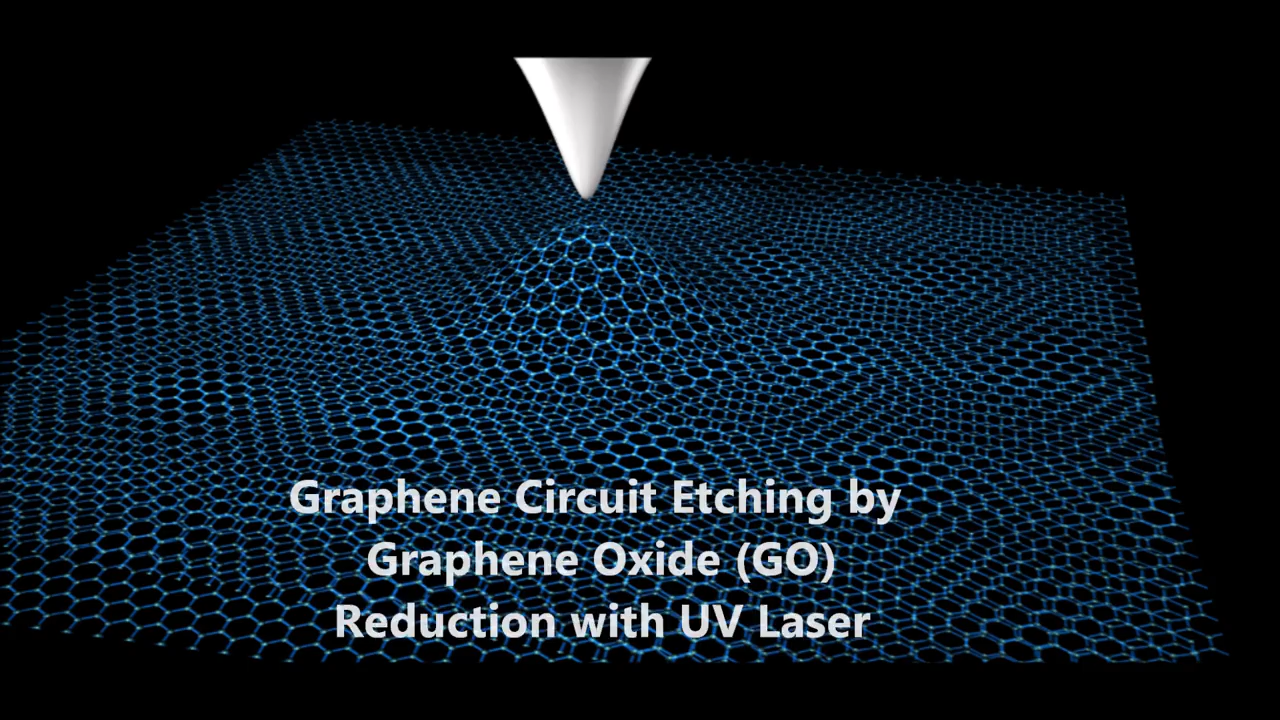 Graphene Circuit Etching by
Graphene Oxide (GO)
Reduction with UV Laser